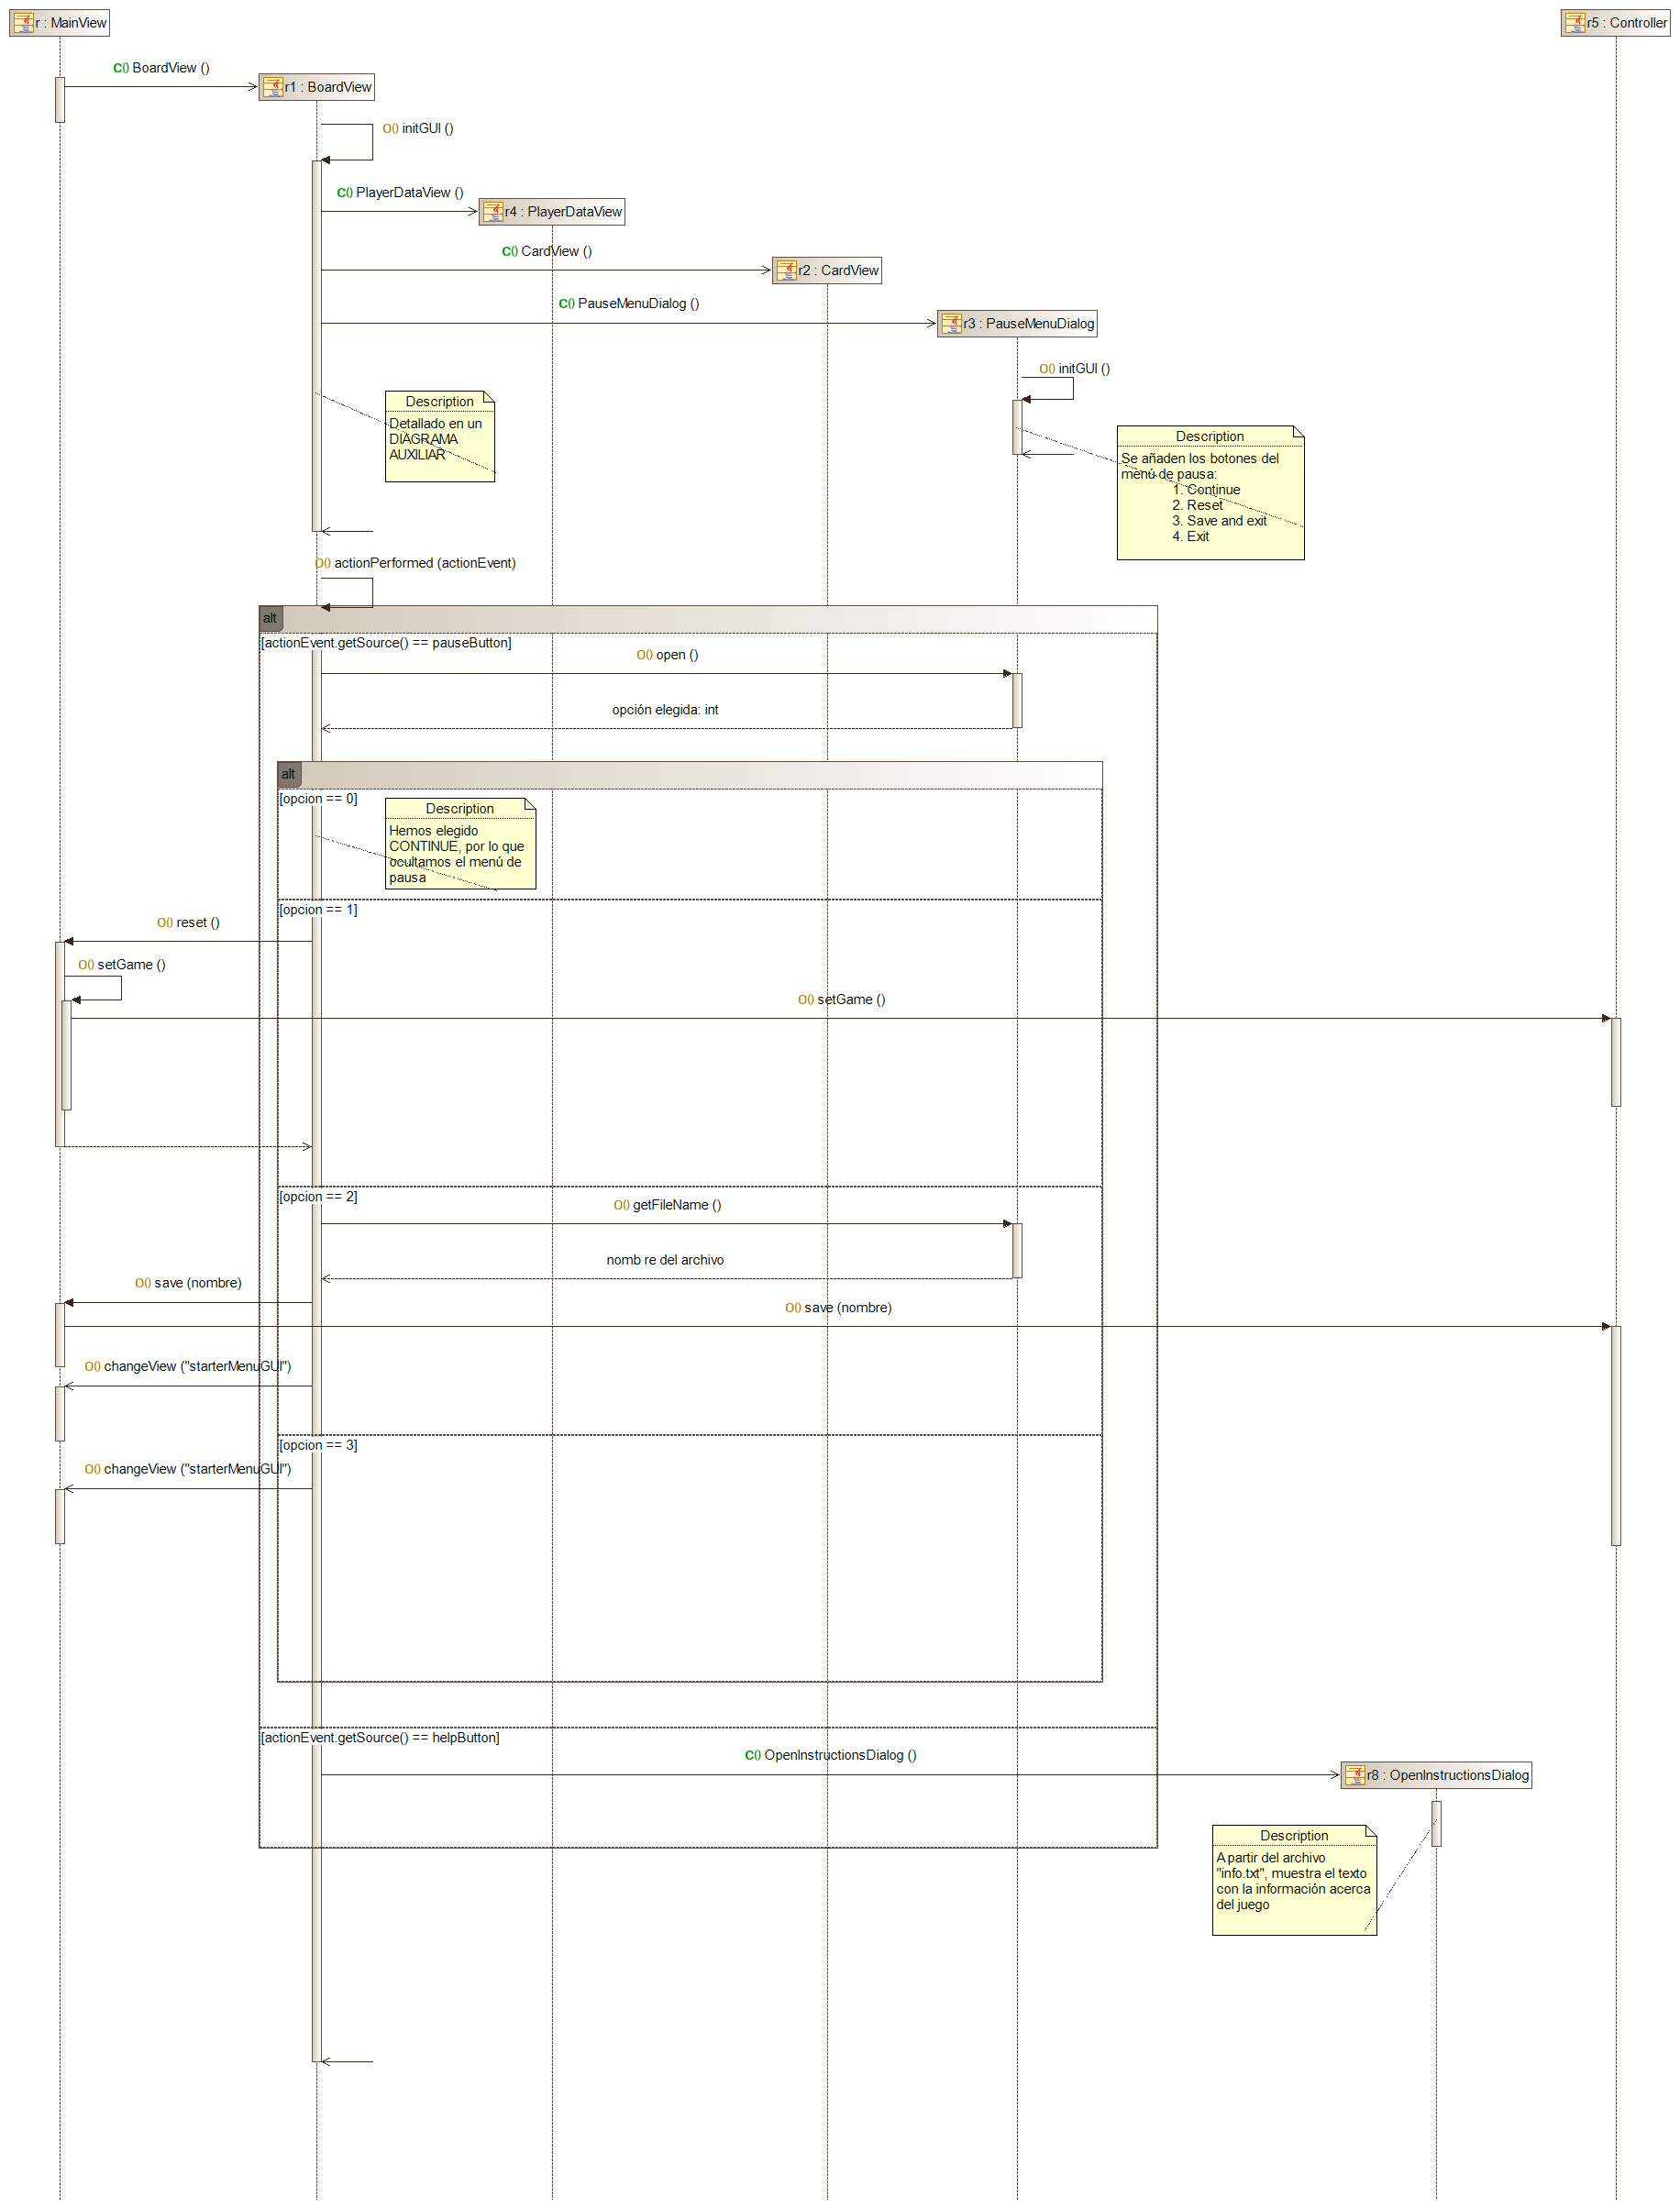 r : MainView
r5 : Controller
C() BoardView ()
r1 : BoardView
O() initGUI ()
C() PlayerDataView ()
r4 : PlayerDataView
C() CardView ()
r2 : CardView
C() PauseMenuDialog ()
r3 : PauseMenuDialog
O() initGUI ()
Description
Detallado en un
DIAGRAMA
AUXILIAR
Description
Se añaden los botones del
menú de pausa:
1. Continue
2. Reset
3. Save and exit
4. Exit
O() actionPerformed (actionEvent)
alt
[actionEvent.getSource() == pauseButton]
O() open ()
opción elegida: int
alt
[opcion == 0]
Description
Hemos elegido
CONTINUE, por lo que
ocultamos el menú de
pausa
[opcion == 1]
O() reset ()
O() setGame ()
O() setGame ()
[opcion == 2]
O() getFileName ()
nomb re del archivo
O() save (nombre)
O() save (nombre)
O() changeView ("starterMenuGUI")
[opcion == 3]
O() changeView ("starterMenuGUI")
[actionEvent.getSource() == helpButton]
C() OpenInstructionsDialog ()
r8 : OpenInstructionsDialog
Description
A partir del archivo
"info.txt", muestra el texto
con la información acerca
del juego